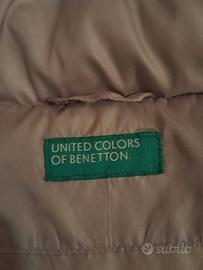 UNITED COLORS
OF BENETTON.
subito